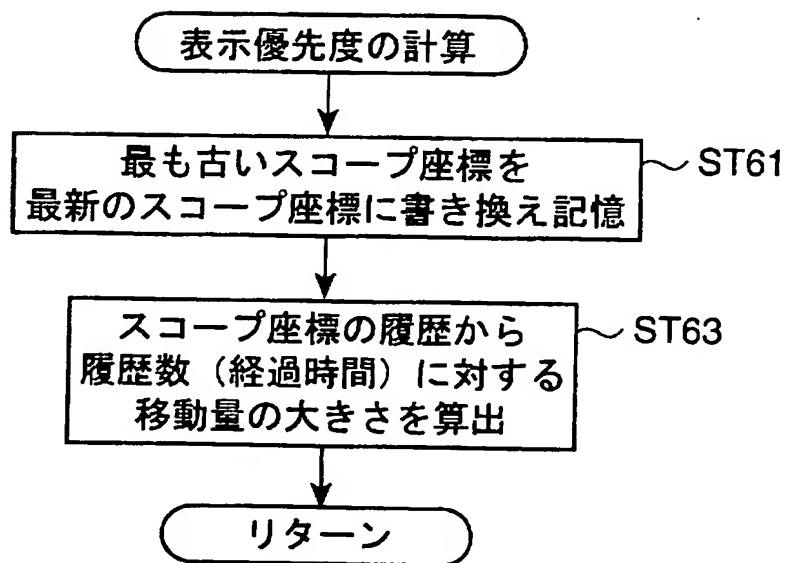 表示優先度の計算
最も古いスコープ座標を
最新のスコープ座標に書き換え記憶
ST61
スコープ座標の履歴から
履歴数（経過時間）に対する
移動量の大きさを算出
ST63
リターン